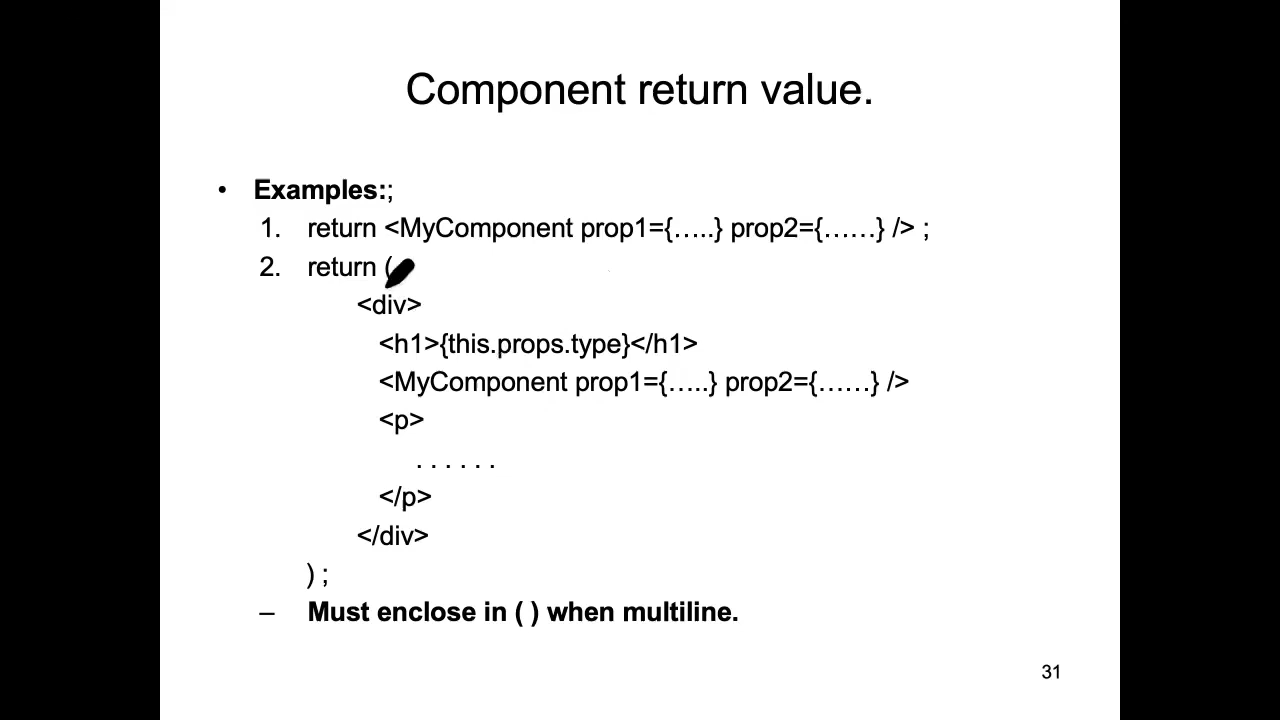 Component return value.
• Examples:;
1. return <MyComponent prop1={…..} prop2={……} /> ;
2. return (
<div>
<h1>{this.props.type}</h1>
<MyComponent prop1={…..} prop2={……} />
<p>
. . . . . .
</p>
</div>
) ;
– Must enclose in ( ) when multiline.
31